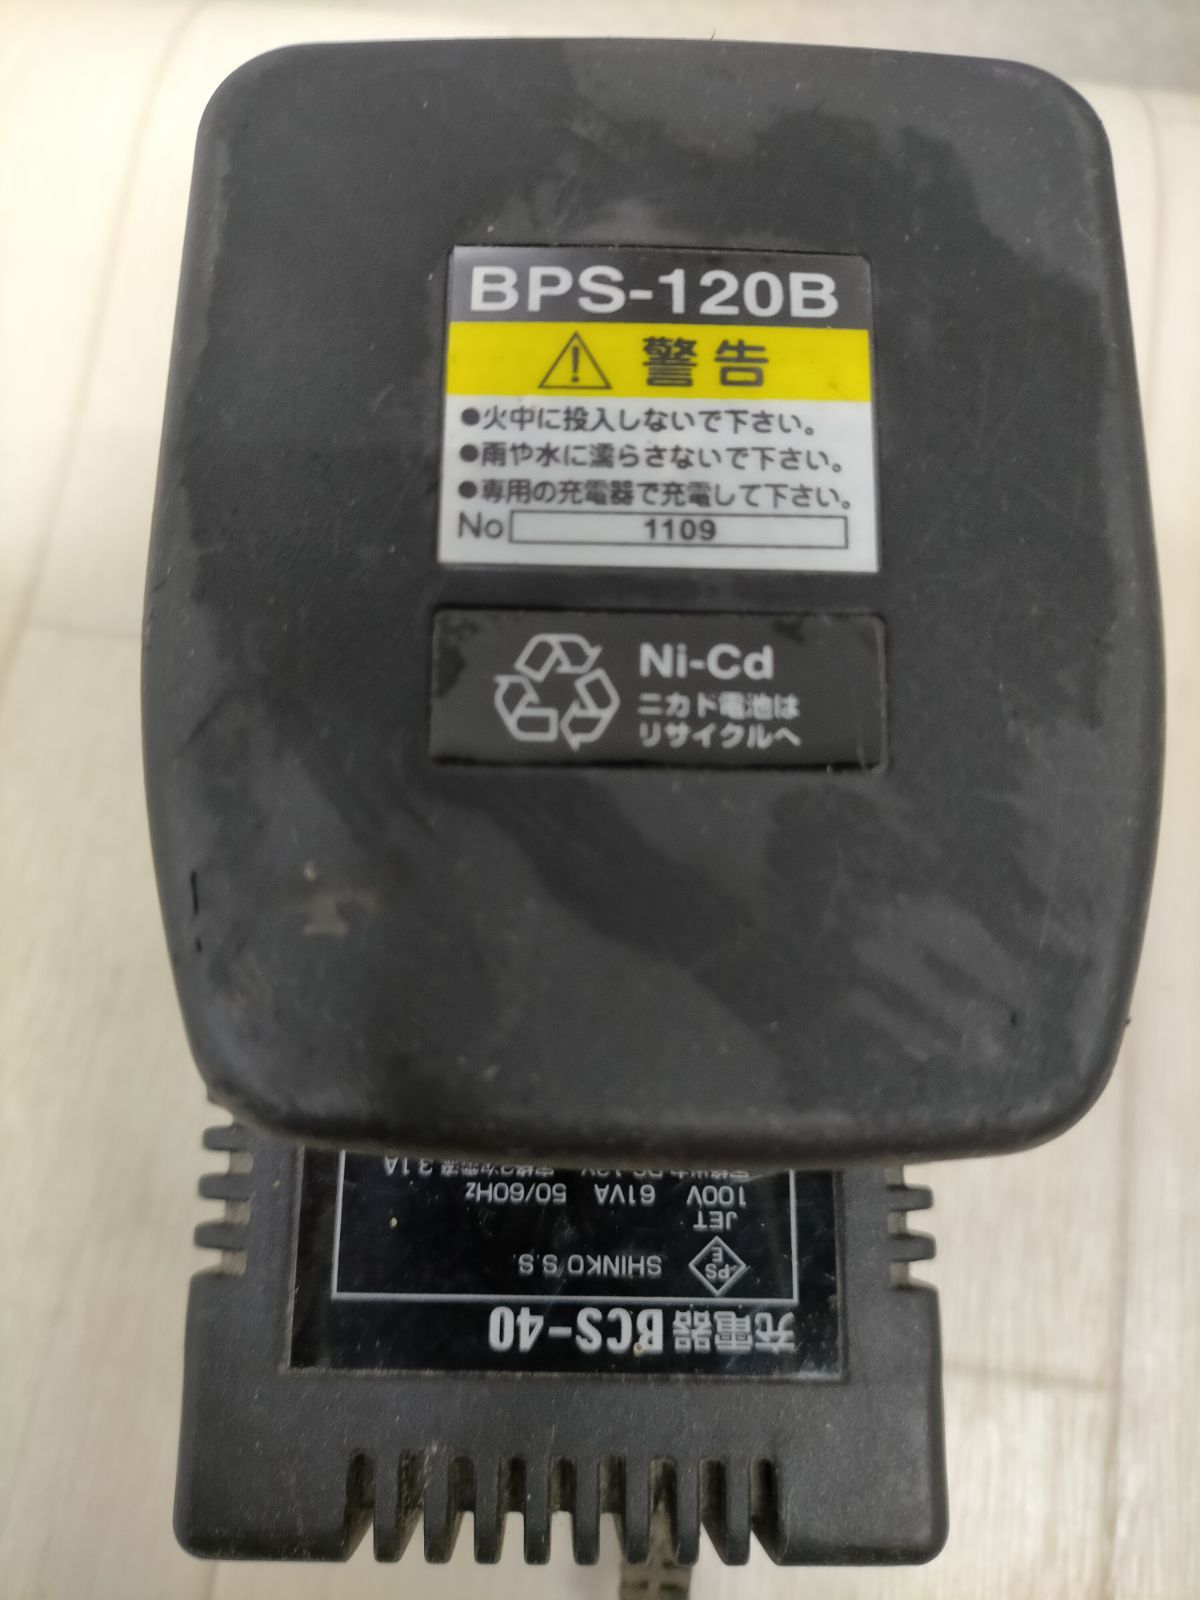 BPS-120B
警告
●火中に投入しないで下さい。
●雨や水に濡らさないで下さい。
●専用の充電器で充電して下さい。
No 1109
Ni-Cd
ニカド電池は
リサイクルへ
充電器 BCS-40
PSE SHINKO S.S.
JET
100V 61VA 50/60Hz
3.1A